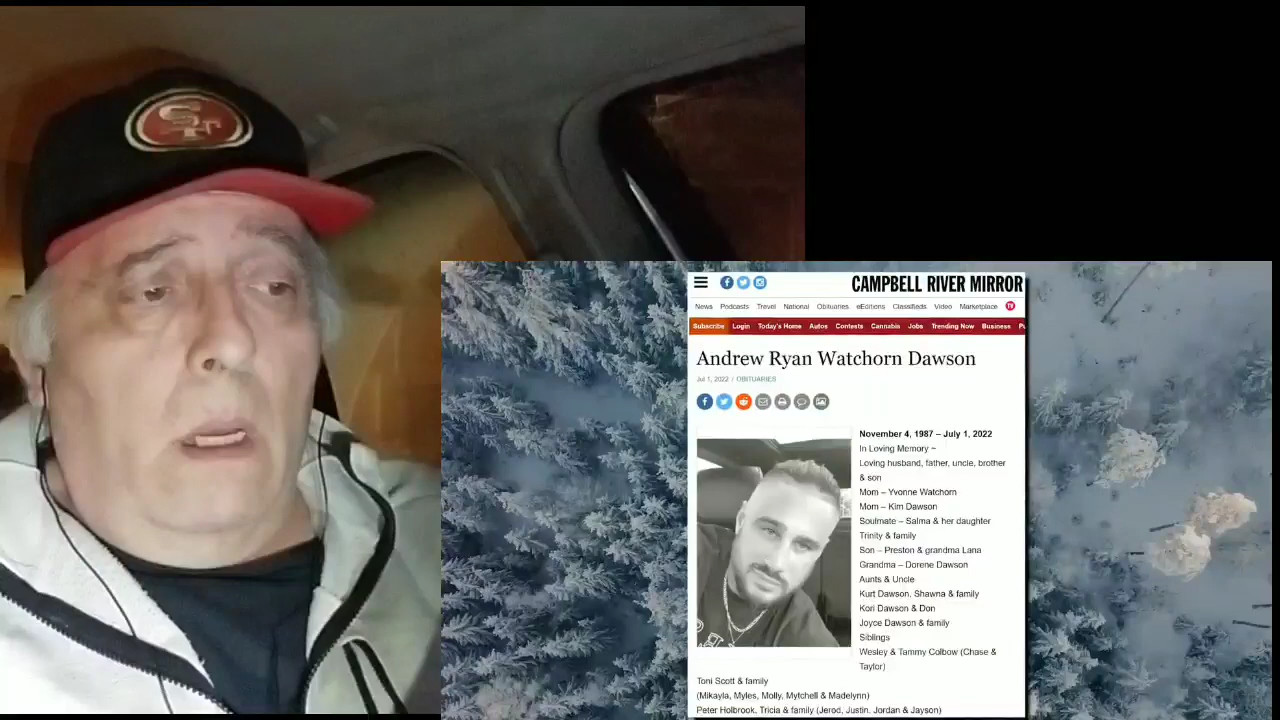 SF
CAMPBELL RIVER MIRROR
News Podcasts Travel National Obituaries eEditions Classifieds Video Marketplace
Subscribe Login Today's Home Autos Contests Cannabis Jobs Trending Now Business
Andrew Ryan Watchorn Dawson
Jul 1, 2022 / OBITUARIES
November 4, 1987 – July 1, 2022
In Loving Memory ~
Loving husband, father, uncle, brother
& son
Mom – Yvonne Watchorn
Mom – Kim Dawson
Soulmate – Salma & her daughter
Trinity & family
Son – Preston & grandma Lana
Grandma – Dorene Dawson
Aunts & Uncle
Kurt Dawson, Shawna & family
Kori Dawson & Don
Joyce Dawson & family
Siblings
Wesley & Tammy Colbow (Chase &
Taylor)
Toni Scott & family
(Mikayla, Myles, Molly, Mytchell & Madelynn)
Peter Holbrook, Tricia & family (Jerod, Justin, Jordan & Jayson)